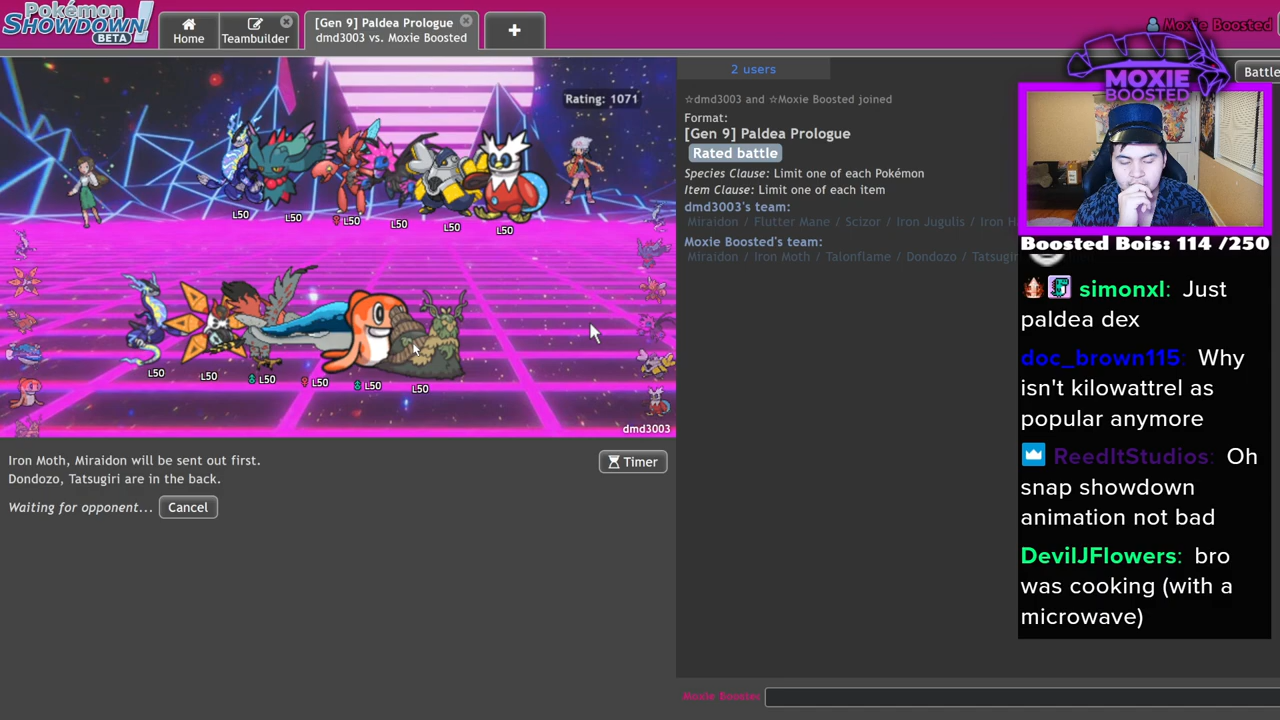 Pokémon
SHOWDOWN!
BETA
Home
Teambuilder
[Gen 9] Paldea Prologue
dmd3003 vs. Moxie Boosted
+
Moxie Boosted
2 users
Battle
MOXIE
BOOSTED
Rating: 1071
☆dmd3003 and ☆Moxie Boosted joined
Format:
[Gen 9] Paldea Prologue
Rated battle
Species Clause: Limit one of each Pokémon
Item Clause: Limit one of each item
dmd3003's team:
Miraidon / Flutter Mane / Scizor / Iron Jugulis / Iron H
Moxie Boosted's team:
Miraidon / Iron Moth / Talonflame / Dondozo / Tatsugir
L50
L50
L50
L50
L50
L50
L50
L50
L50
L50
L50
L50
dmd3003
Iron Moth, Miraidon will be sent out first.
Dondozo, Tatsugiri are in the back.
Waiting for opponent...
Cancel
Timer
Boosted Bois: 114 /250
simonxl: Just
paldea dex
doc_brown115: Why
isn't kilowattrel as
popular anymore
ReedItStudios: Oh
snap showdown
animation not bad
DevilJFlowers: bro
was cooking (with a
microwave)
Moxie Boosted